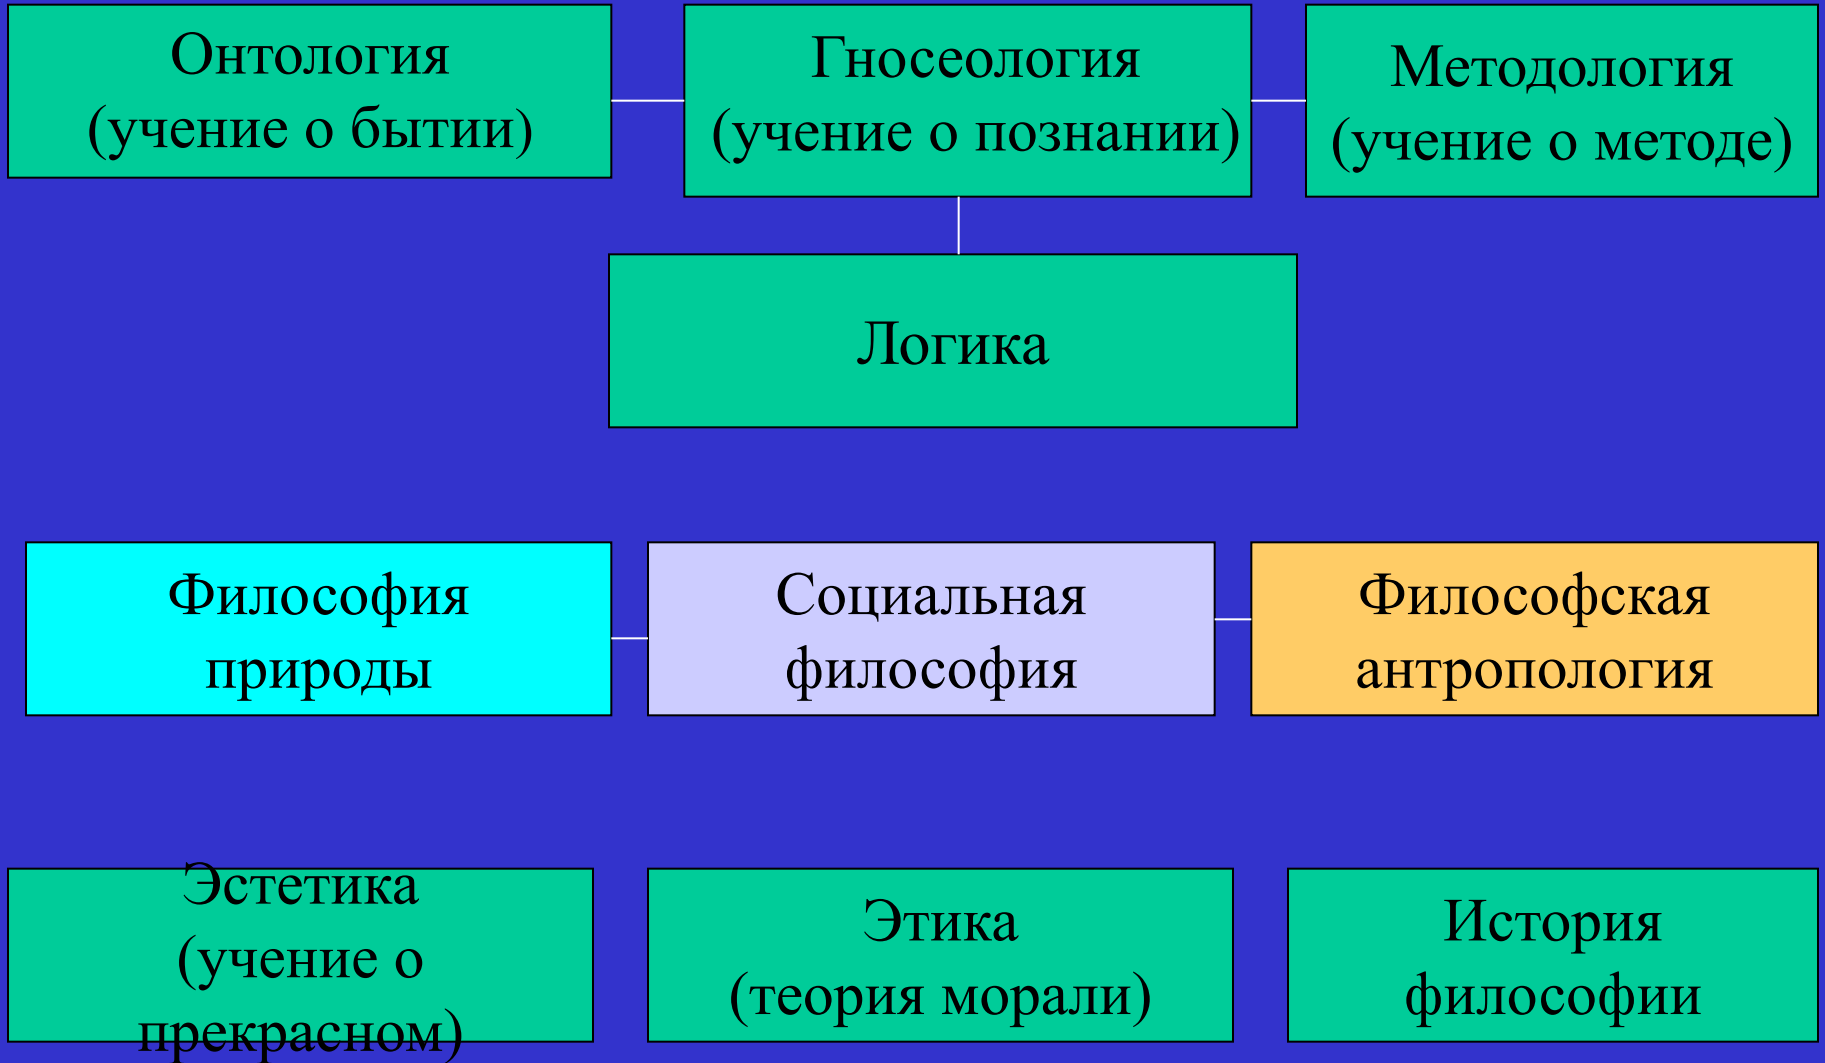 Онтология
(учение о бытии)
Гносеология
(учение о познании)
Методология
(учение о методе)
Логика
Философия
природы
Социальная
философия
Философская
антропология
Эстетика
(учение о
прекрасном)
Этика
(теория морали)
История
философии